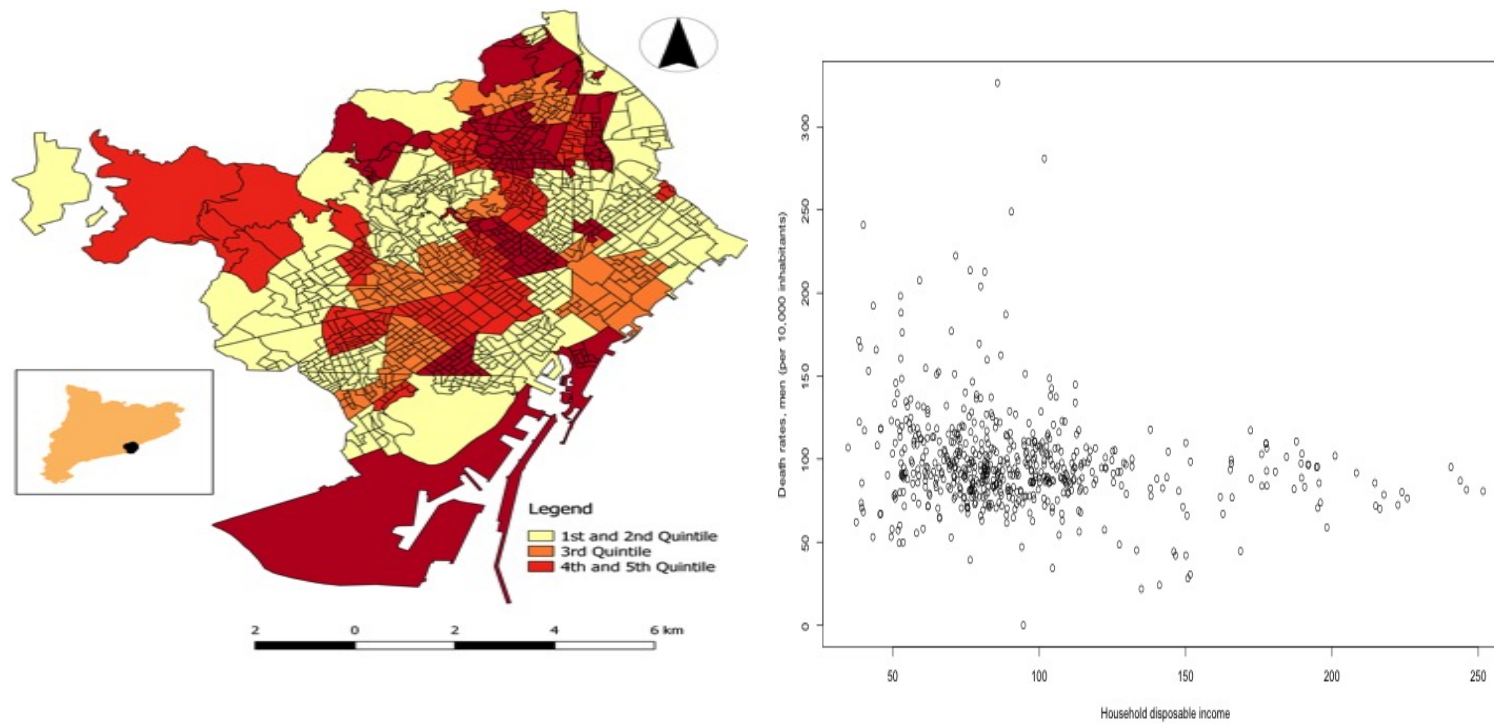 Legend
1st and 2nd Quintile
3rd Quintile
4th and 5th Quintile
2 0 2 4 6 km
Death rates, men (per 10,000 inhabitants)
300
250
200
150
100
50
0
50 100 150 200 250
Household disposable income